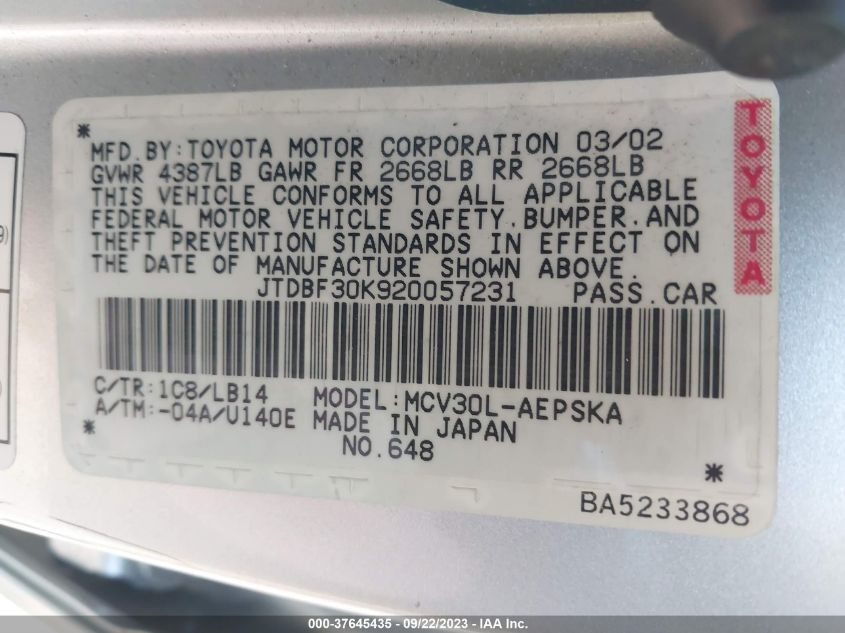 MFD.BY:TOYOTA MOTOR CORPORATION 03/02
GVWR 4387LB GAWR FR 2668LB RR 2668LB
THIS VEHICLE CONFORMS TO ALL APPLICABLE
FEDERAL MOTOR VEHICLE SAFETY.BUMPER.AND
THEFT PREVENTION STANDARDS IN EFFECT ON
THE DATE OF MANUFACTURE SHOWN ABOVE.
JTDBF30K920057231 PASS.CAR
C/TR:1C8/LB14 MODEL:MCV30L-AEPSKA
A/TM:-04A/U140E MADE IN JAPAN
NO.648
BA5233868
TOYOTA
9)
000-37645435 - 09/22/2023 - IAA Inc.